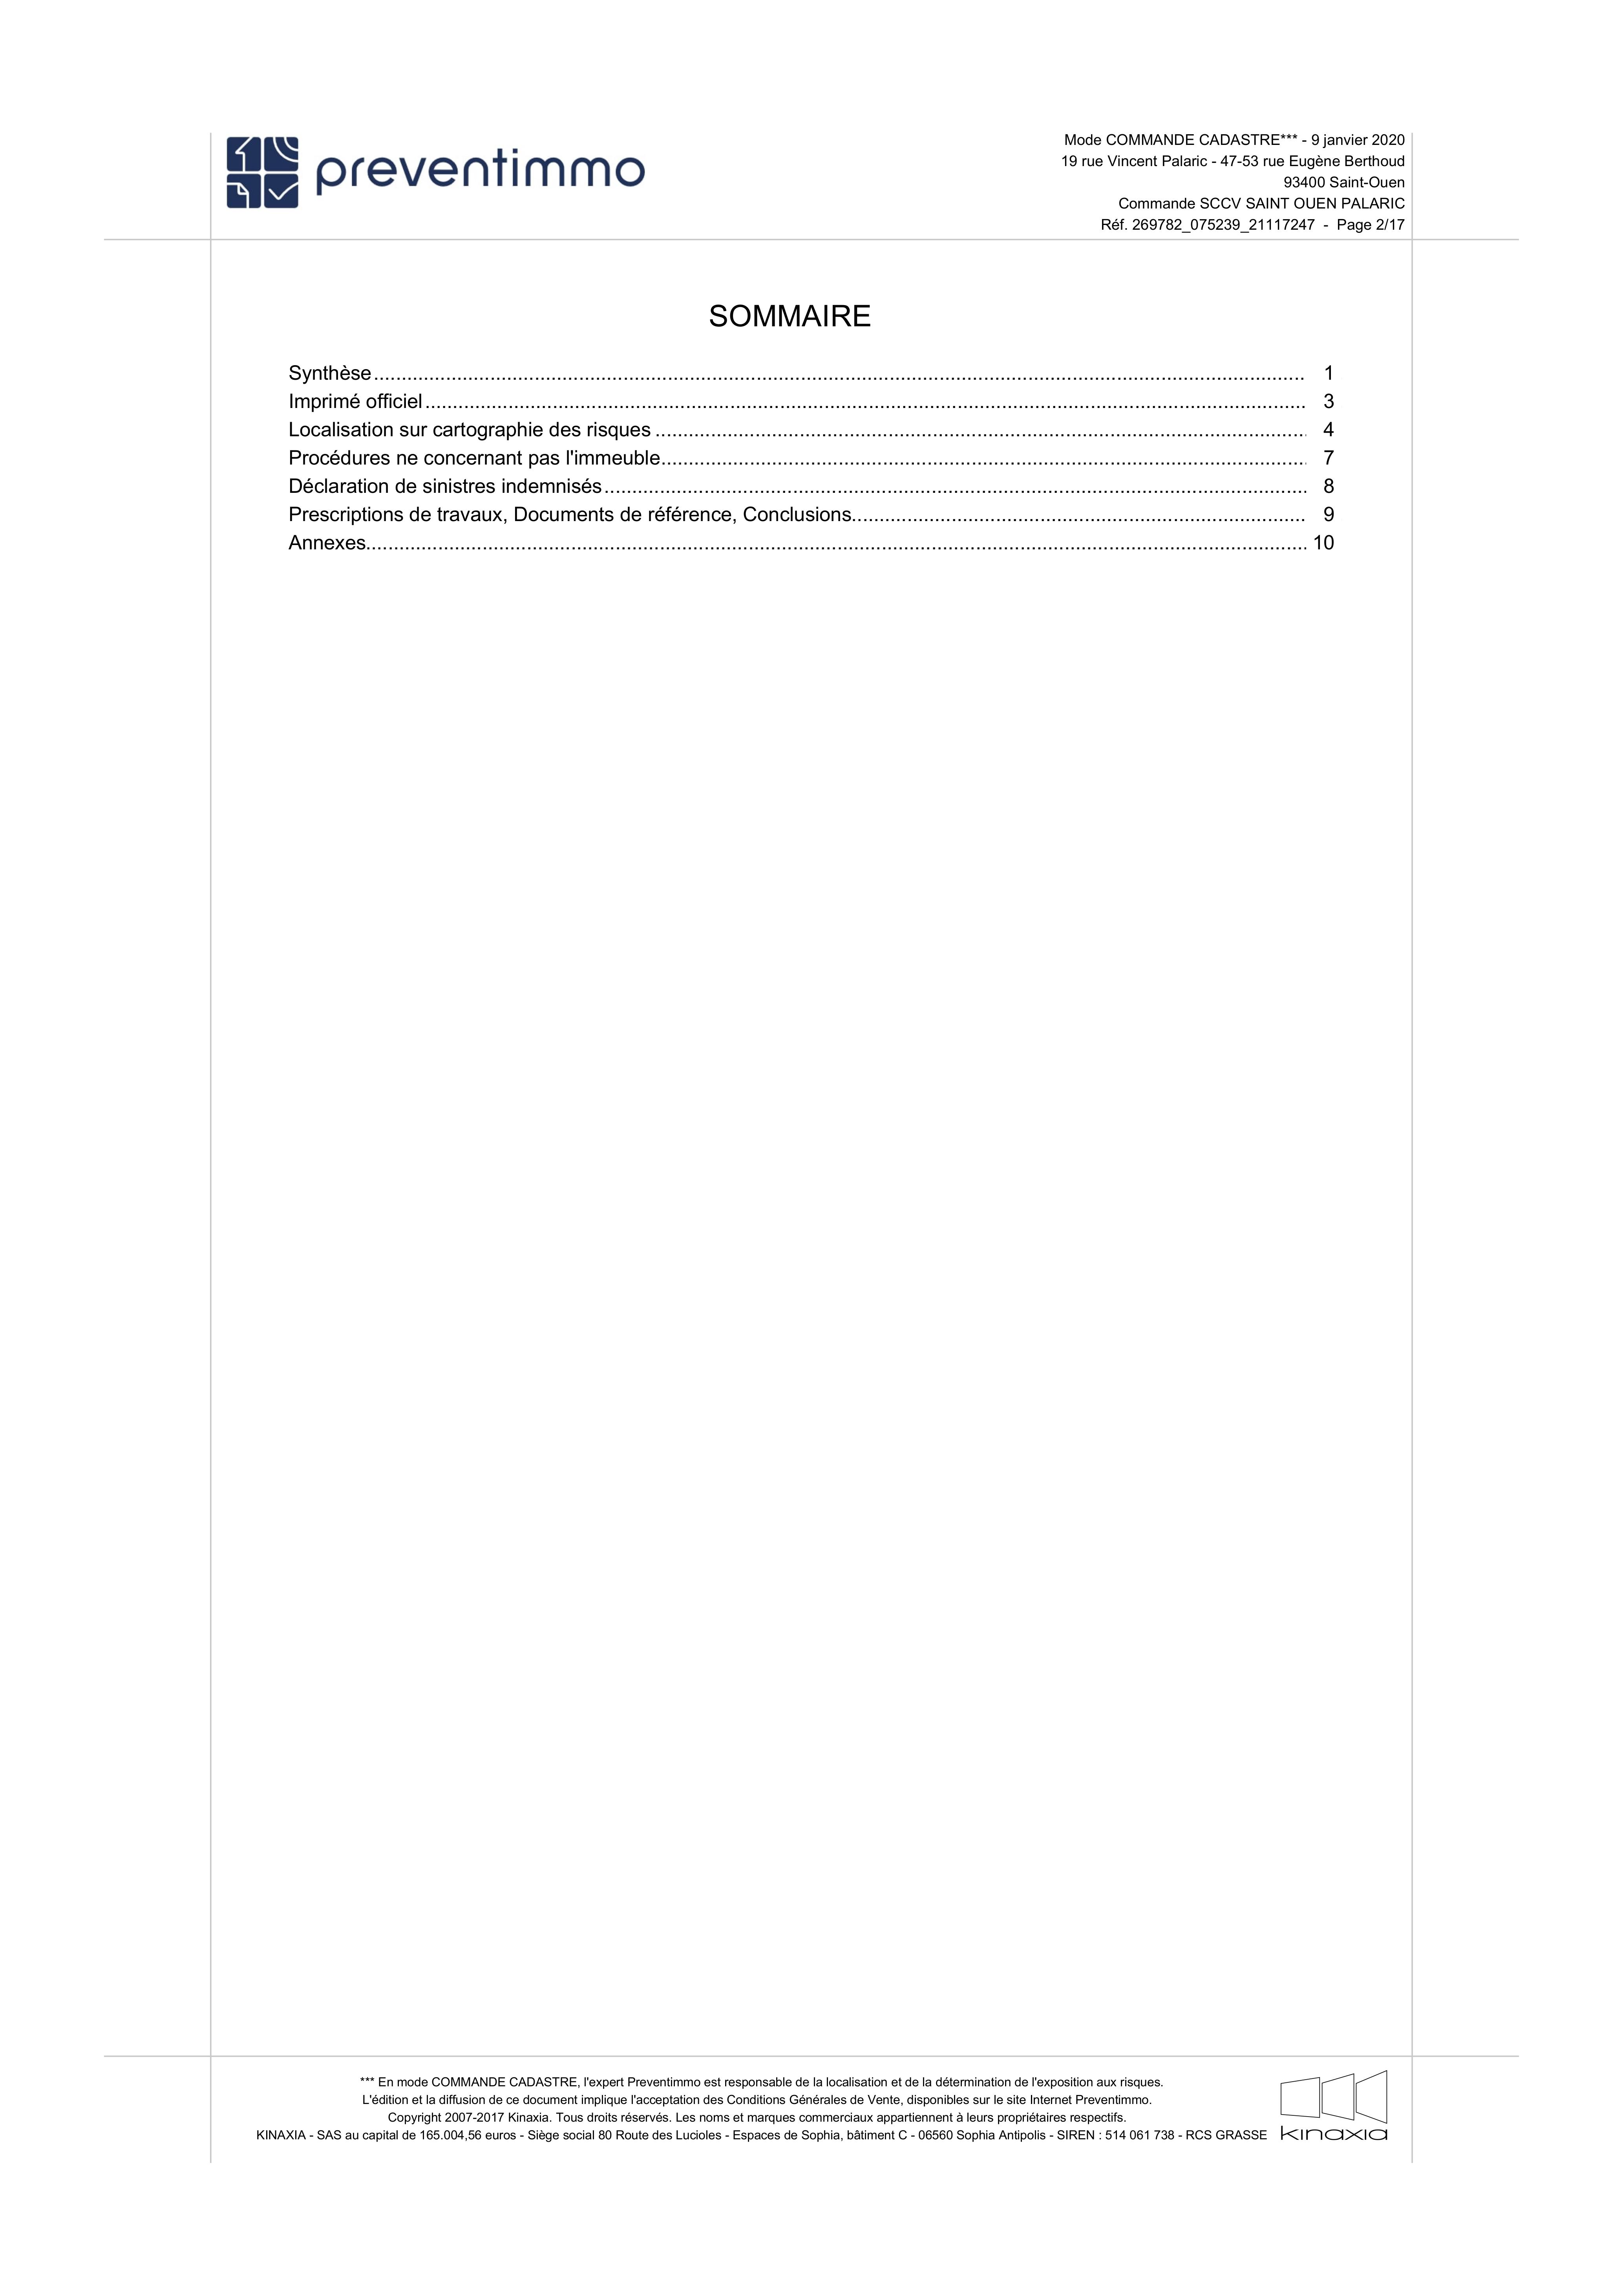 preventimmo
Mode COMMANDE CADASTRE*** - 9 janvier 2020
19 rue Vincent Palaric - 47-53 rue Eugène Berthoud
93400 Saint-Ouen
Commande SCCV SAINT OUEN PALARIC
Réf. 269782_075239_21117247 - Page 2/17
SOMMAIRE
Synthèse........................................ 1
Imprimé officiel........................................ 3
Localisation sur cartographie des risques ........................................ 4
Procédures ne concernant pas l'immeuble........................................ 7
Déclaration de sinistres indemnisés........................................ 8
Prescriptions de travaux, Documents de référence, Conclusions........................................ 9
Annexes........................................ 10
*** En mode COMMANDE CADASTRE, l'expert Preventimmo est responsable de la localisation et de la détermination de l'exposition aux risques.
L'édition et la diffusion de ce document implique l'acceptation des Conditions Générales de Vente, disponibles sur le site Internet Preventimmo.
Copyright 2007-2017 Kinaxia. Tous droits réservés. Les noms et marques commerciaux appartiennent à leurs propriétaires respectifs.
KINAXIA - SAS au capital de 165.004,56 euros - Siège social 80 Route des Lucioles - Espaces de Sophia, bâtiment C - 06560 Sophia Antipolis - SIREN : 514 061 738 - RCS GRASSE
kinaxia